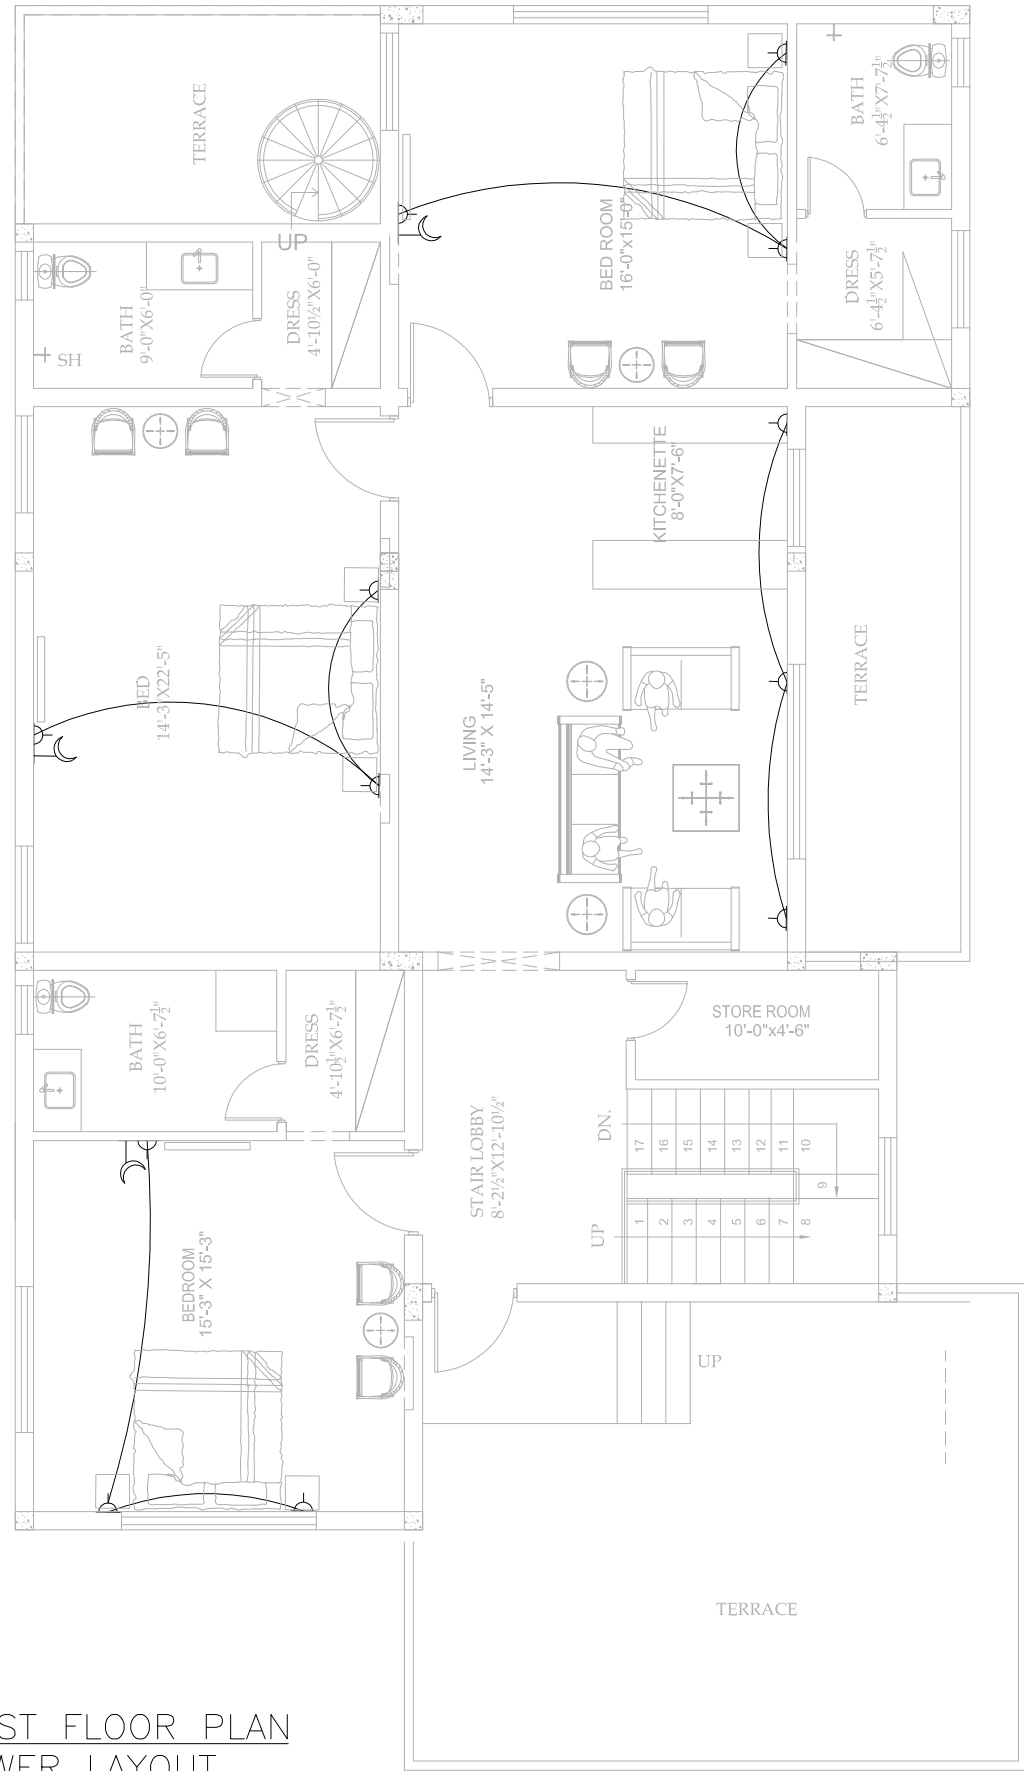 TERRACE
UP
BATH
6'-4½"X7'-7½"
BED ROOM
16'-0"x15'-0"
DRESS
6'-4½"X5'-7½"
BATH
9'-0"X6'-0"
SH
DRESS
4'-10½"X6'-0"
KITCHENETTE
8'-0"X7'-6"
BED
14'-3"X22'-5"
LIVING
14'-3" X 14'-5"
TERRACE
BATH
10'-0"X6'-7½"
DRESS
4'-10½"X6'-7½"
STORE ROOM
10'-0"x4'-6"
STAIR LOBBY
8'-2½"X12'-10½"
DN.
17 16 15 14 13 12 11 10
9
UP
1 2 3 4 5 6 7 8
BEDROOM
15'-3" X 15'-3"
UP
TERRACE
ST FLOOR PLAN
WER LAYOUT